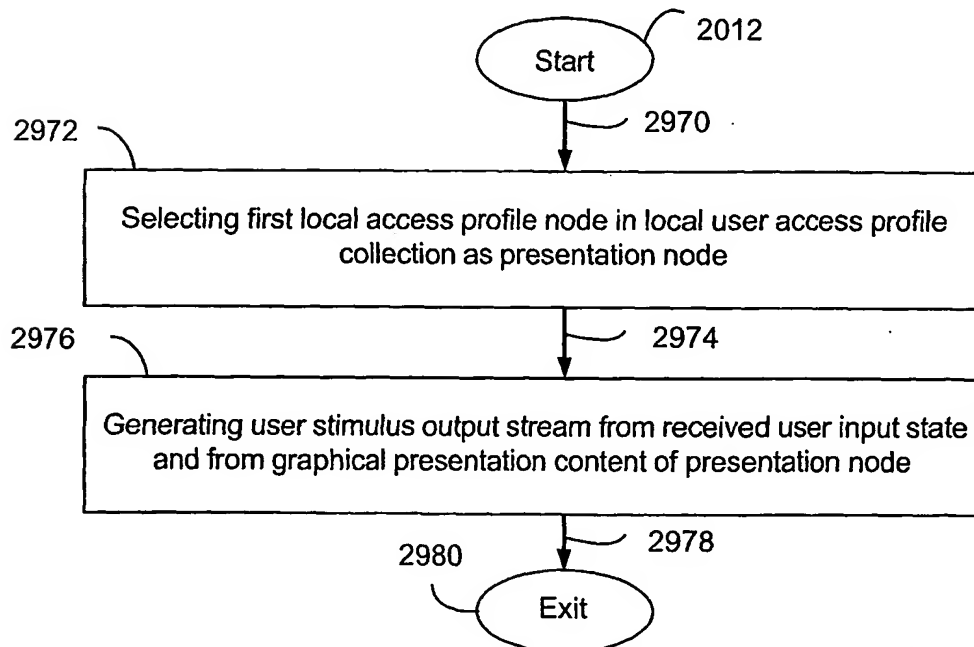 2012
Start
2970
2972
Selecting first local access profile node in local user access profile
collection as presentation node
2974
2976
Generating user stimulus output stream from received user input state
and from graphical presentation content of presentation node
2978
2980
Exit